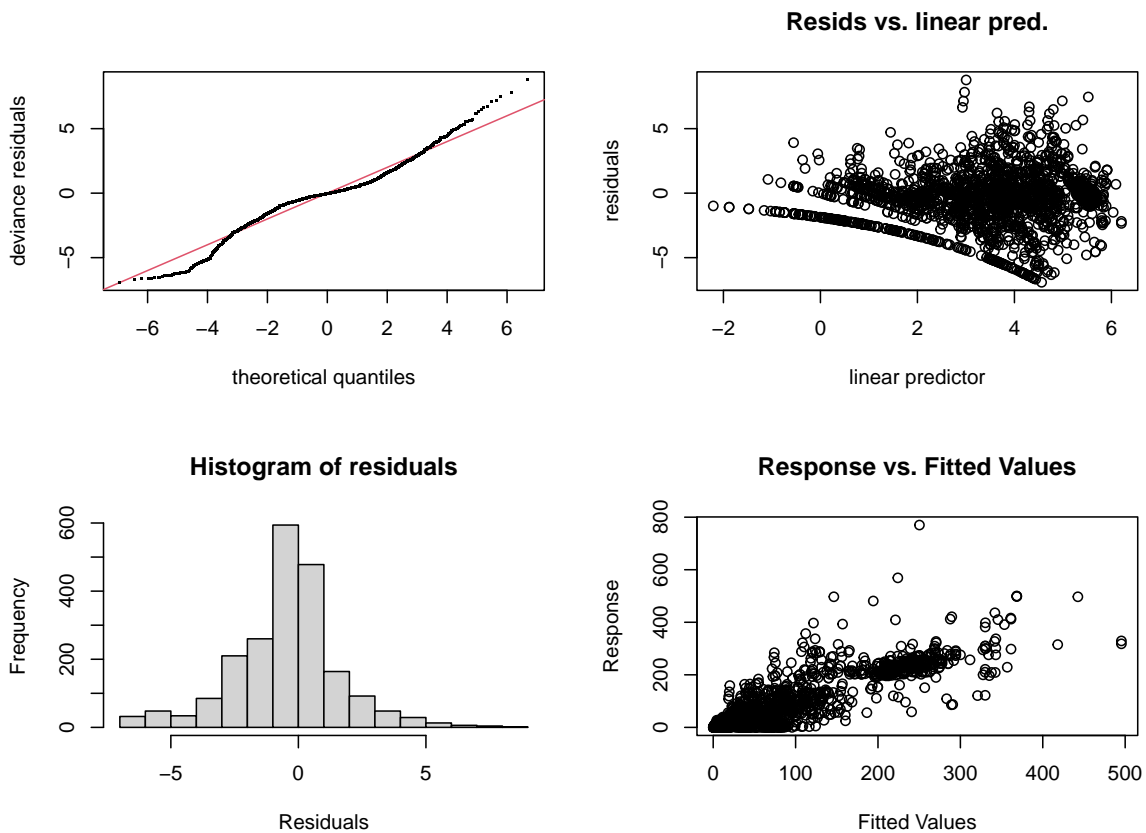 deviance residuals
−5 0 5
−6 −4 −2 0 2 4 6
theoretical quantiles
Resids vs. linear pred.
residuals
−5 0 5
−2 0 2 4 6
linear predictor
Histogram of residuals
Frequency
0 200 400 600
−5 0 5
Residuals
Response vs. Fitted Values
Response
0 200 400 600 800
0 100 200 300 400 500
Fitted Values